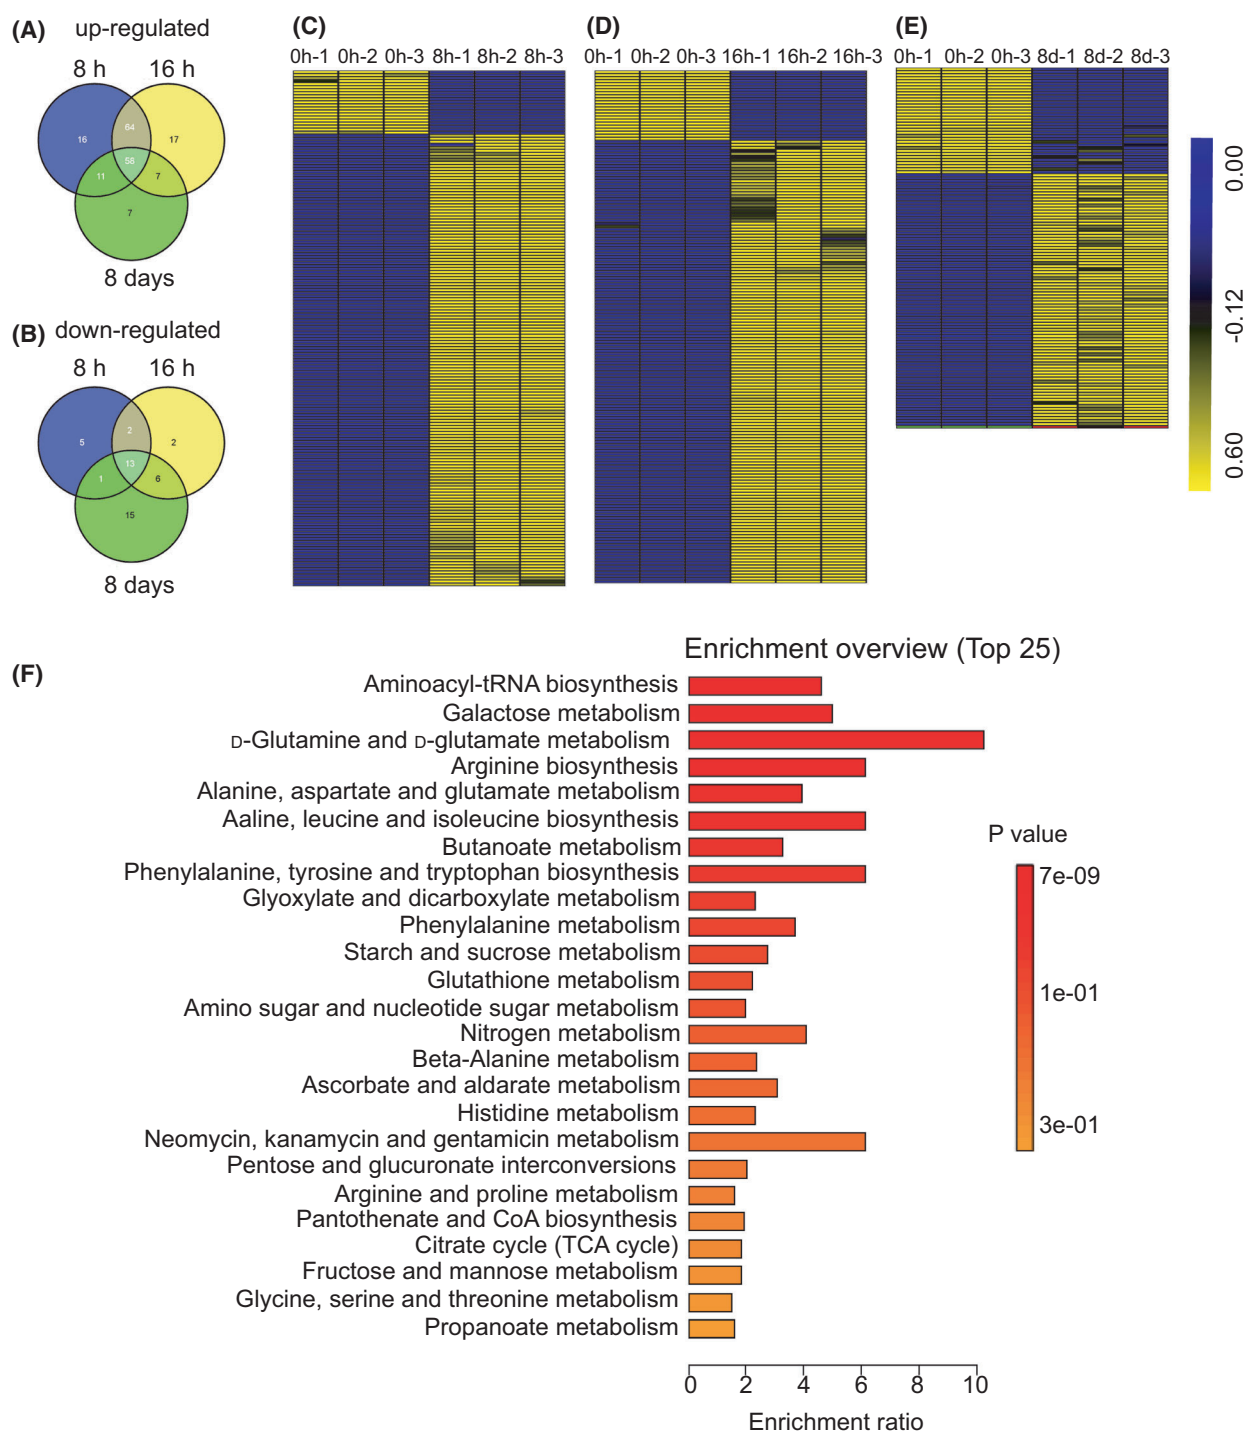 (A) up-regulated
8 h 16 h
64
16 17
58
11 7
7
8 days
(B) down-regulated
8 h 16 h
2
5 2
13
1 6
15
8 days
(C)
0h-1 0h-2 0h-3 8h-1 8h-2 8h-3
(D)
0h-1 0h-2 0h-3 16h-1 16h-2 16h-3
(E)
0h-1 0h-2 0h-3 8d-1 8d-2 8d-3
0.00
-0.12
0.60
(F)
Enrichment overview (Top 25)
Aminoacyl-tRNA biosynthesis
Galactose metabolism
D-Glutamine and D-glutamate metabolism
Arginine biosynthesis
Alanine, aspartate and glutamate metabolism
Aaline, leucine and isoleucine biosynthesis
Butanoate metabolism
Phenylalanine, tyrosine and tryptophan biosynthesis
Glyoxylate and dicarboxylate metabolism
Phenylalanine metabolism
Starch and sucrose metabolism
Glutathione metabolism
Amino sugar and nucleotide sugar metabolism
Nitrogen metabolism
Beta-Alanine metabolism
Ascorbate and aldarate metabolism
Histidine metabolism
Neomycin, kanamycin and gentamicin metabolism
Pentose and glucuronate interconversions
Arginine and proline metabolism
Pantothenate and CoA biosynthesis
Citrate cycle (TCA cycle)
Fructose and mannose metabolism
Glycine, serine and threonine metabolism
Propanoate metabolism
0 2 4 6 8 10
Enrichment ratio
P value
7e-09
1e-01
3e-01